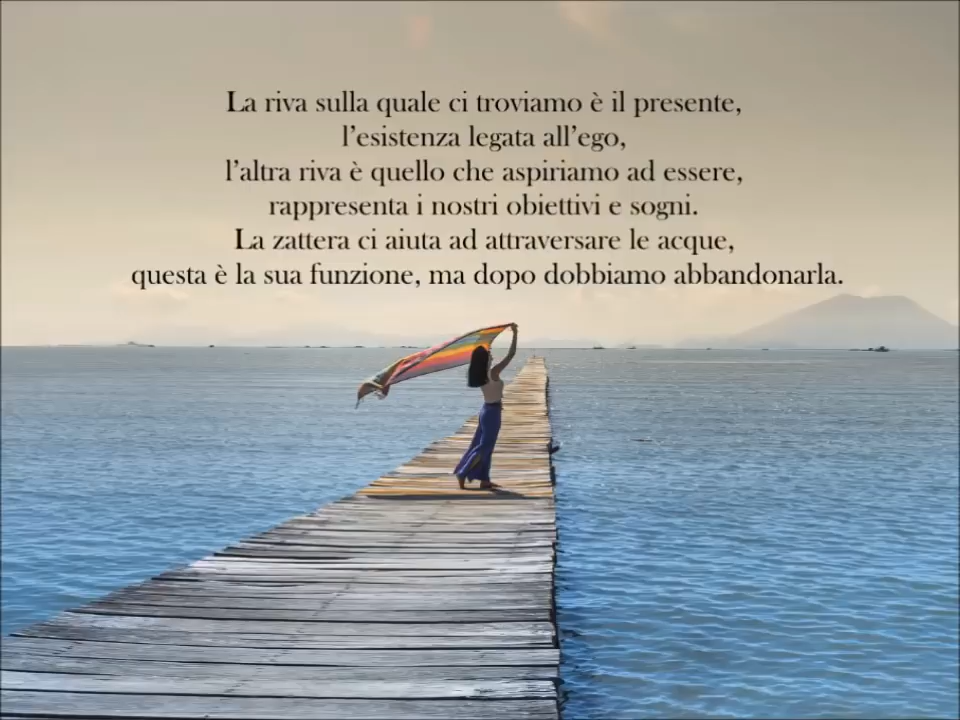 La riva sulla quale ci troviamo è il presente,
l’esistenza legata all’ego,
l’altra riva è quello che aspiriamo ad essere,
rappresenta i nostri obiettivi e sogni.
La zattera ci aiuta ad attraversare le acque,
questa è la sua funzione, ma dopo dobbiamo abbandonarla.